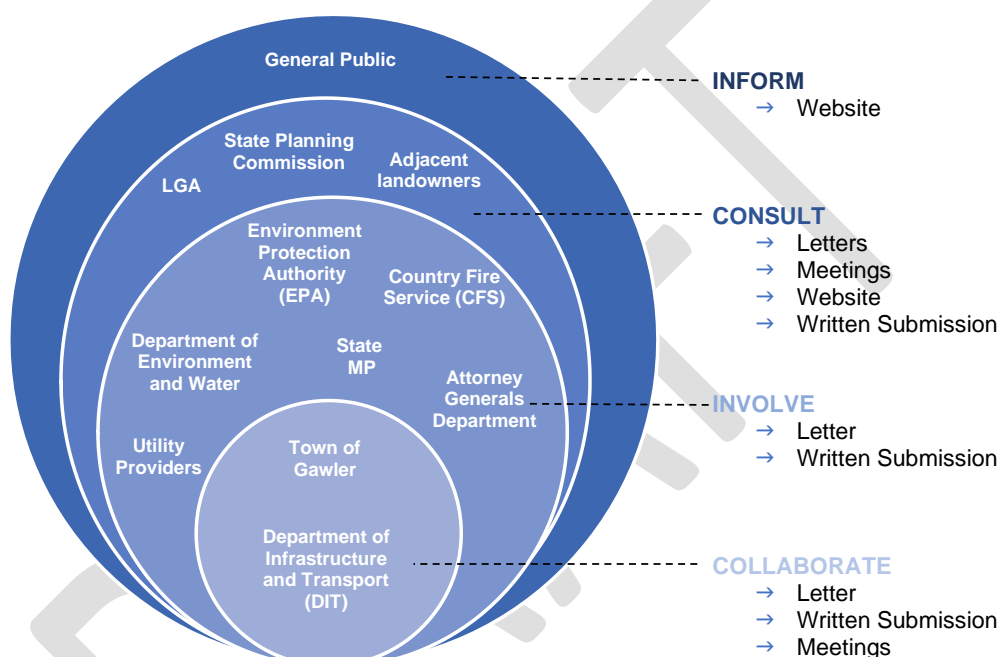 General Public
State Planning
Commission
Adjacent
landowners
LGA
Environment
Protection
Authority
(EPA)
Country Fire
Service (CFS)
Department of
Environment
and Water
State
MP
Attorney
Generals
Department
Utility
Providers
Town of
Gawler
Department of
Infrastructure
and Transport
(DIT)
INFORM
→ Website
CONSULT
→ Letters
→ Meetings
→ Website
→ Written Submission
INVOLVE
→ Letter
→ Written Submission
COLLABORATE
→ Letter
→ Written Submission
→ Meetings